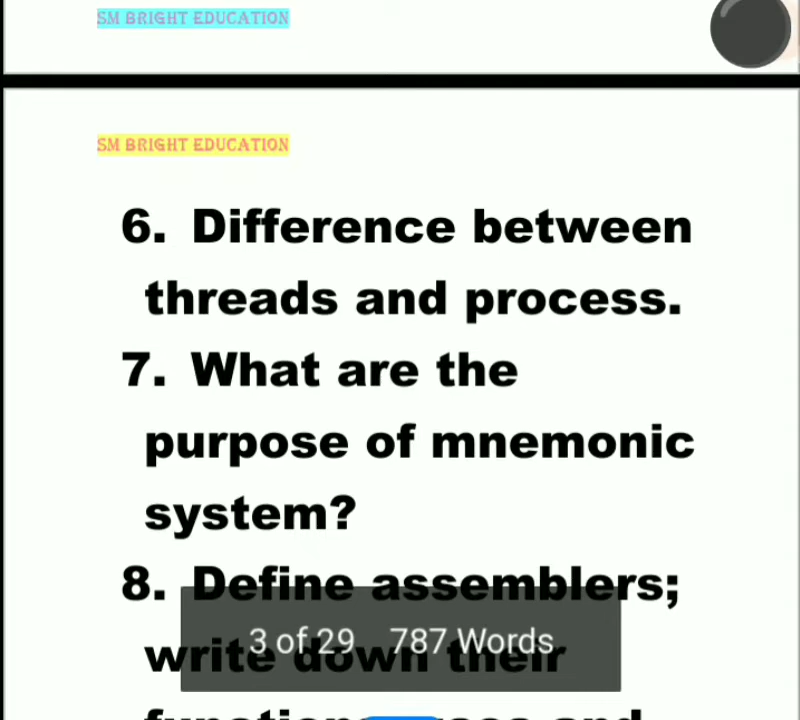 SM BRIGHT EDUCATION
SM BRIGHT EDUCATION
6. Difference between
threads and process.
7. What are the
purpose of mnemonic
system?
8. Define assemblers;
write down their
3 of 29 787 Words
and